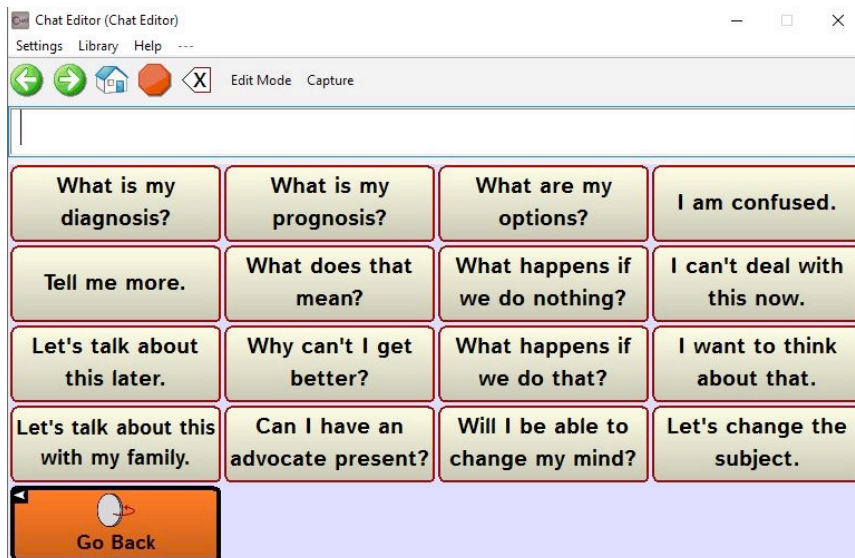 Chat Editor (Chat Editor)
Settings Library Help ---
X Edit Mode Capture
What is my diagnosis?
What is my prognosis?
What are my options?
I am confused.
Tell me more.
What does that mean?
What happens if we do nothing?
I can't deal with this now.
Let's talk about this later.
Why can't I get better?
What happens if we do that?
I want to think about that.
Let's talk about this with my family.
Can I have an advocate present?
Will I be able to change my mind?
Let's change the subject.
Go Back